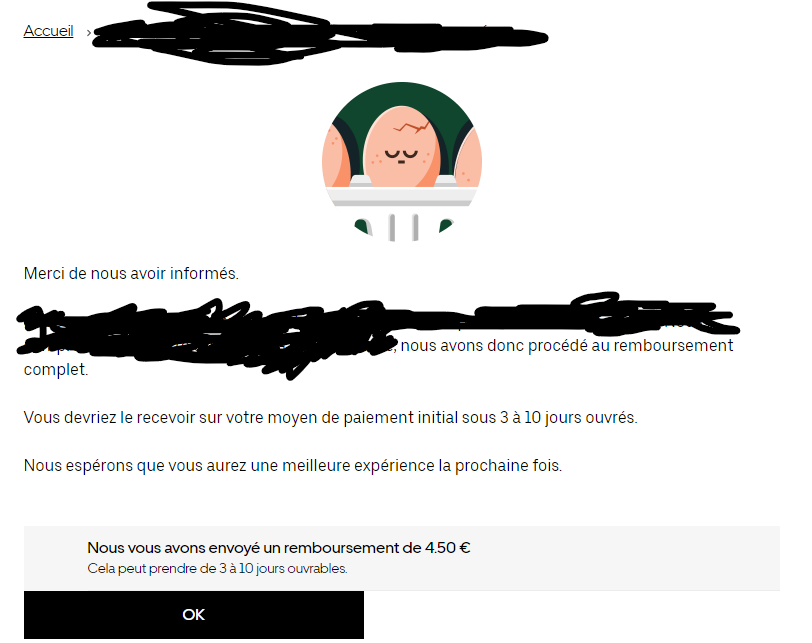 Accueil >
Merci de nous avoir informés.
, nous avons donc procédé au remboursement
complet.
Vous devriez le recevoir sur votre moyen de paiement initial sous 3 à 10 jours ouvrés.
Nous espérons que vous aurez une meilleure expérience la prochaine fois.
Nous vous avons envoyé un remboursement de 4.50 €
Cela peut prendre de 3 à 10 jours ouvrables.
OK